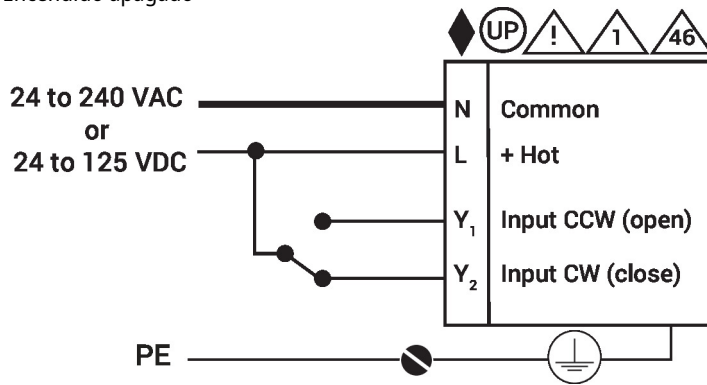 Encendido apagado
UP ! 1 46
24 to 240 VAC
or
24 to 125 VDC
N Common
L + Hot
Y1 Input CCW (open)
Y2 Input CW (close)
PE